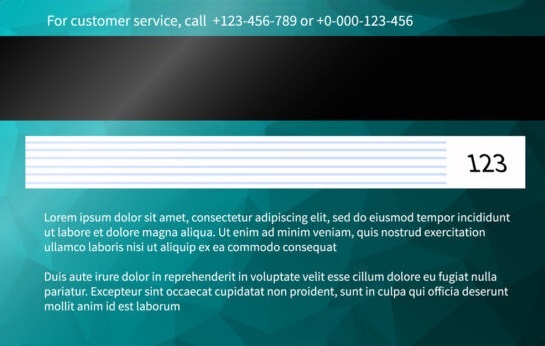 For customer service, call +123-456-789 or +0-000-123-456
123
Lorem ipsum dolor sit amet, consectetur adipiscing elit, sed do eiusmod tempor incididunt
ut labore et dolore magna aliqua. Ut enim ad minim veniam, quis nostrud exercitation
ullamco laboris nisi ut aliquip ex ea commodo consequat
Duis aute irure dolor in reprehenderit in voluptate velit esse cillum dolore eu fugiat nulla
pariatur. Excepteur sint occaecat cupidatat non proident, sunt in culpa qui officia deserunt
mollit anim id est laborum